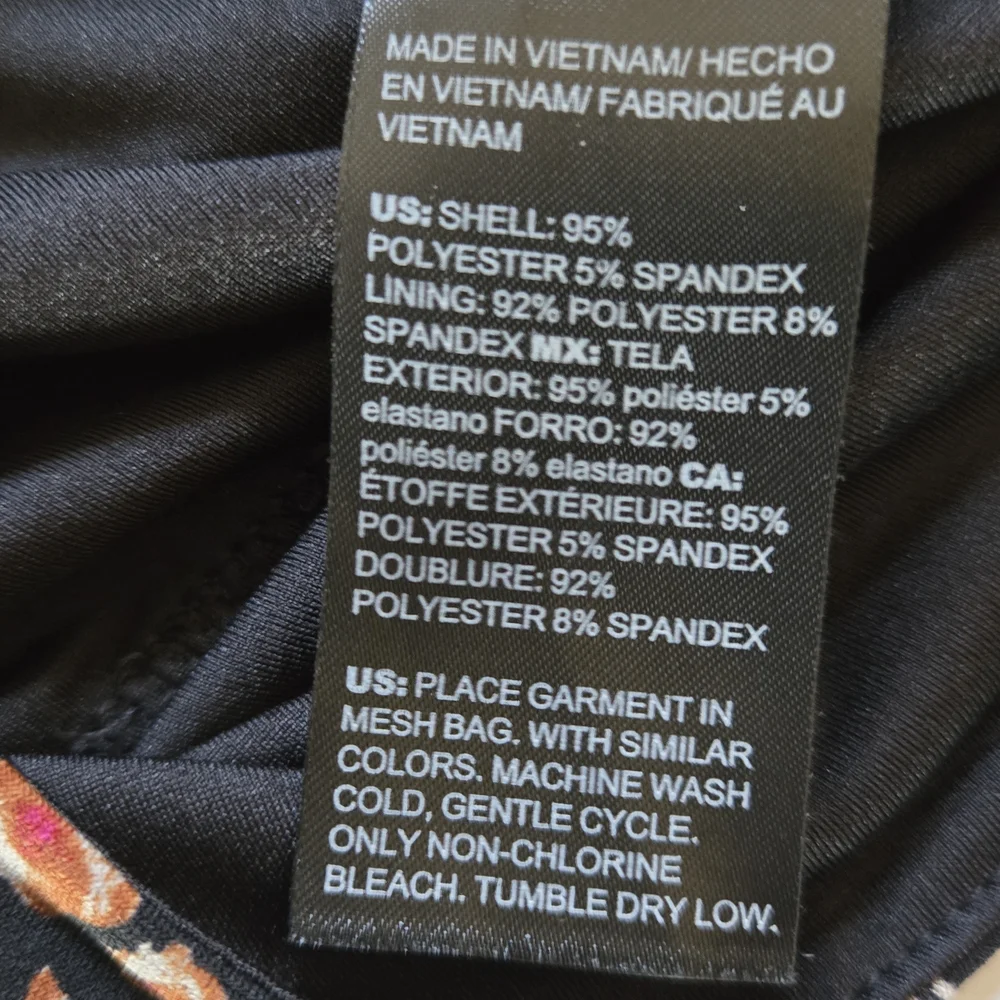 MADE IN VIETNAM/ HECHO
EN VIETNAM/ FABRIQUÉ AU
VIETNAM
US: SHELL: 95%
POLYESTER 5% SPANDEX
LINING: 92% POLYESTER 8%
SPANDEX MX: TELA
EXTERIOR: 95% poliéster 5%
elastano FORRO: 92%
poliéster 8% elastano CA:
ÉTOFFE EXTÉRIEURE: 95%
POLYESTER 5% SPANDEX
DOUBLURE: 92%
POLYESTER 8% SPANDEX
US: PLACE GARMENT IN
MESH BAG. WITH SIMILAR
COLORS. MACHINE WASH
COLD, GENTLE CYCLE.
ONLY NON-CHLORINE
BLEACH. TUMBLE DRY LOW.